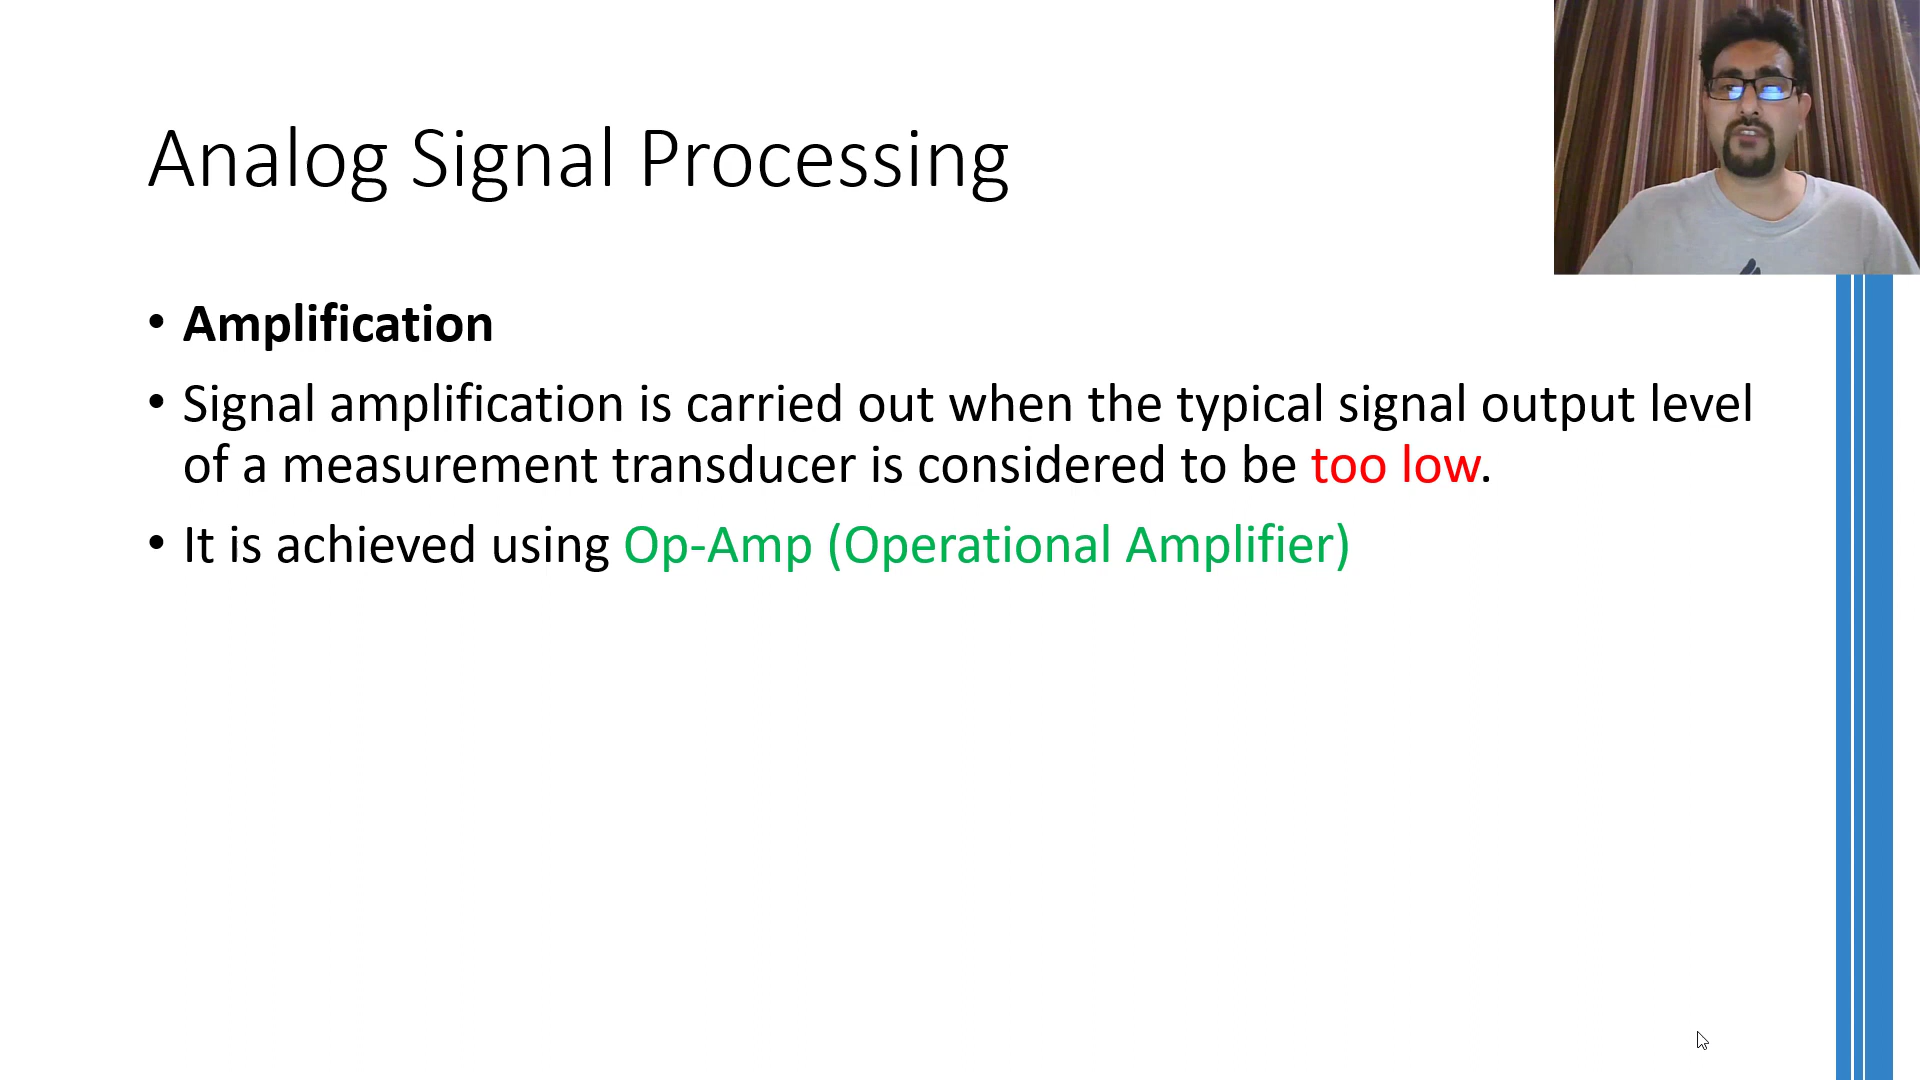 Analog Signal Processing
• Amplification
• Signal amplification is carried out when the typical signal output level
of a measurement transducer is considered to be too low.
• It is achieved using Op-Amp (Operational Amplifier)